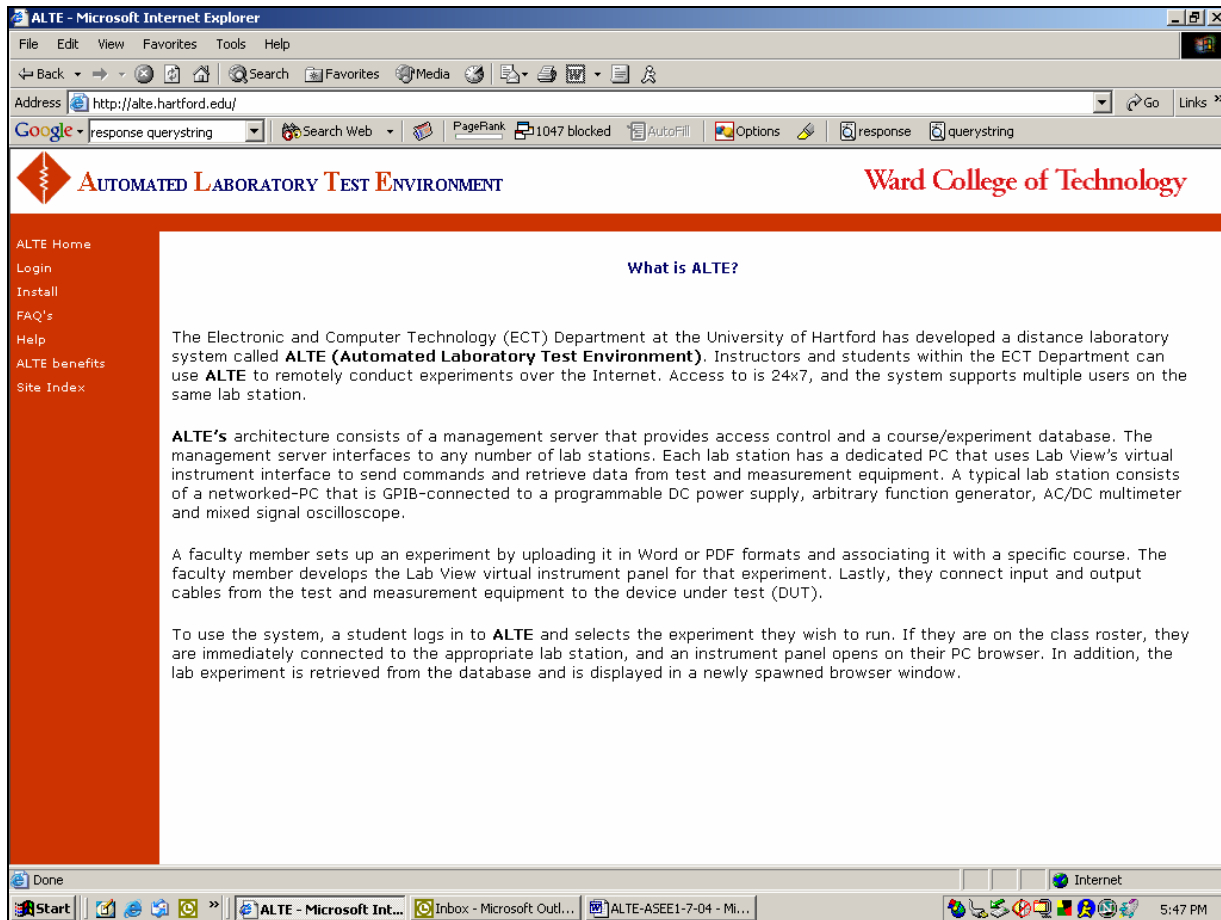 ALTE - Microsoft Internet Explorer
File Edit View Favorites Tools Help
Back Search Favorites Media
Address http://alte.hartford.edu/ Go Links »
Google response querystring Search Web PageRank 1047 blocked AutoFill Options response querystring
AUTOMATED LABORATORY TEST ENVIRONMENT Ward College of Technology
ALTE Home
Login
Install
FAQ's
Help
ALTE benefits
Site Index
What is ALTE?
The Electronic and Computer Technology (ECT) Department at the University of Hartford has developed a distance laboratory
system called ALTE (Automated Laboratory Test Environment). Instructors and students within the ECT Department can
use ALTE to remotely conduct experiments over the Internet. Access to is 24x7, and the system supports multiple users on the
same lab station.
ALTE's architecture consists of a management server that provides access control and a course/experiment database. The
management server interfaces to any number of lab stations. Each lab station has a dedicated PC that uses Lab View's virtual
instrument interface to send commands and retrieve data from test and measurement equipment. A typical lab station consists
of a networked-PC that is GPIB-connected to a programmable DC power supply, arbitrary function generator, AC/DC multimeter
and mixed signal oscilloscope.
A faculty member sets up an experiment by uploading it in Word or PDF formats and associating it with a specific course. The
faculty member develops the Lab View virtual instrument panel for that experiment. Lastly, they connect input and output
cables from the test and measurement equipment to the device under test (DUT).
To use the system, a student logs in to ALTE and selects the experiment they wish to run. If they are on the class roster, they
are immediately connected to the appropriate lab station, and an instrument panel opens on their PC browser. In addition, the
lab experiment is retrieved from the database and is displayed in a newly spawned browser window.
Done Internet
Start » ALTE - Microsoft Int... Inbox - Microsoft Outl... ALTE-ASEE1-7-04 - Mi... 5:47 PM